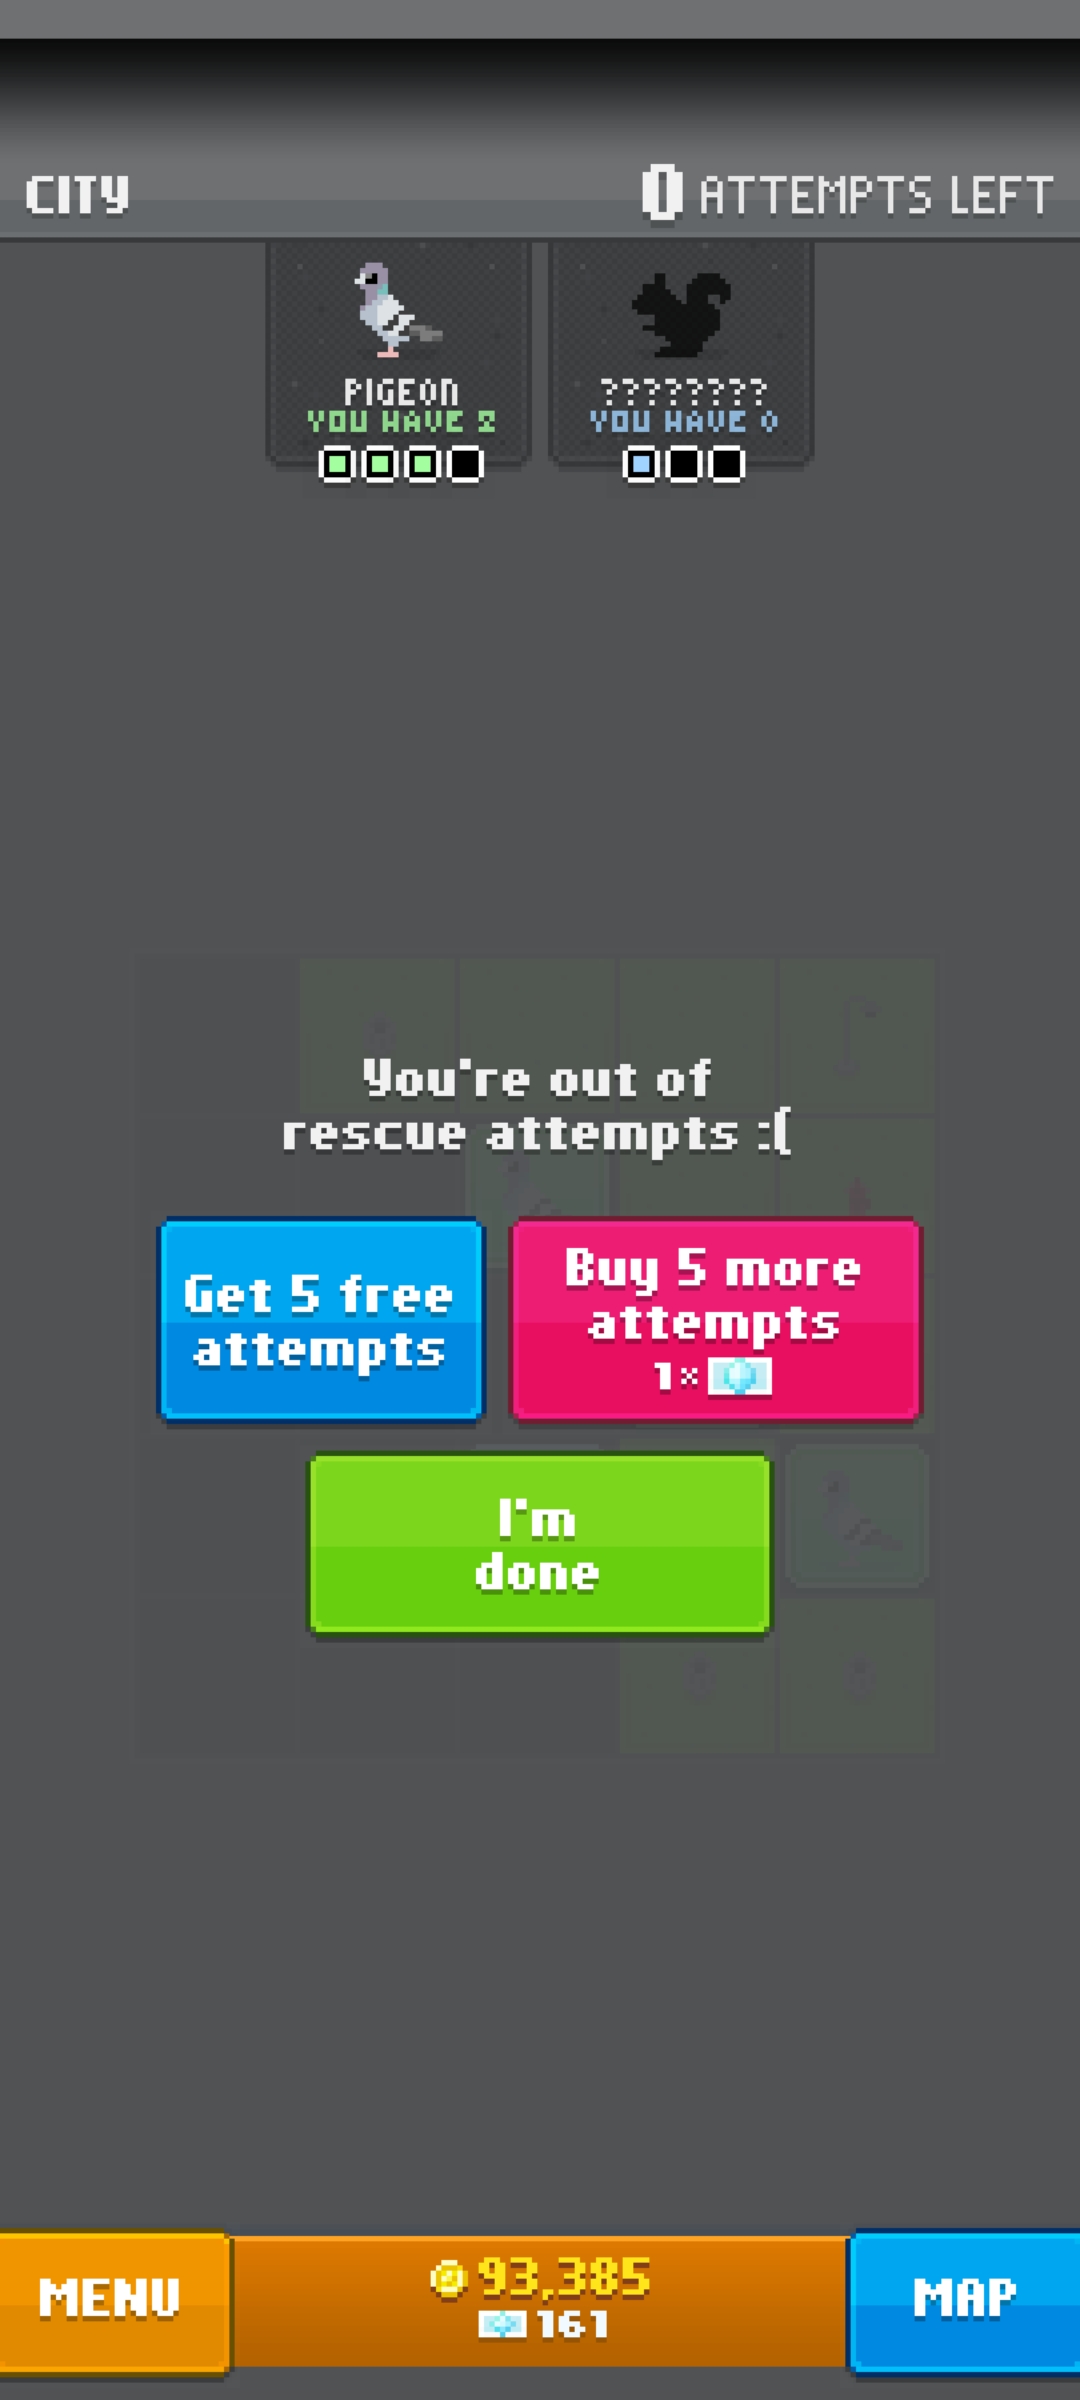 CITY
0 ATTEMPTS LEFT
PIGEON
YOU HAVE 2
????????
YOU HAVE 0
You're out of
rescue attempts :(
Get 5 free
attempts
Buy 5 more
attempts
1×
I'm
done
MENU
93,385
161
MAP